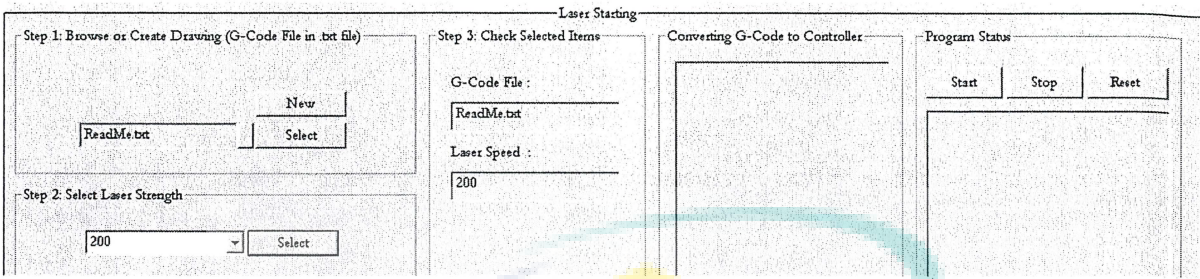 Laser Starting
Step 1: Browse or Create Drawing (G-Code File in .txt file)
New
ReadMe.txt
Select
Step 2: Select Laser Strength
200
Select
Step 3: Check Selected Items
G-Code File :
ReadMe.txt
Laser Speed :
200
Converting G-Code to Controller
Program Status
Start Stop Reset